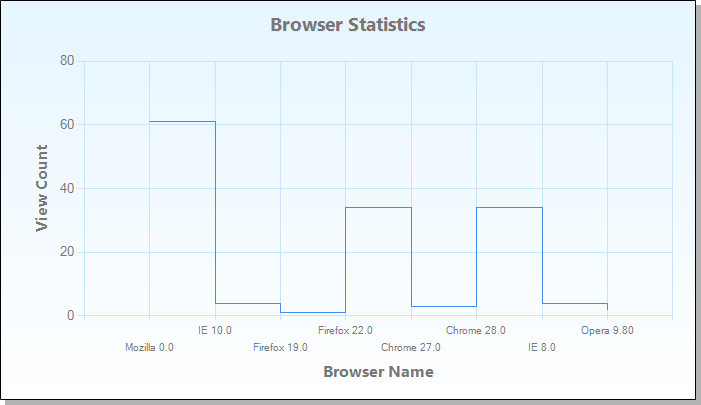 Browser Statistics
80
60
40
20
0
View Count
IE 10.0 Firefox 22.0 Chrome 28.0 Opera 9.80
Mozilla 0.0 Firefox 19.0 Chrome 27.0 IE 8.0
Browser Name